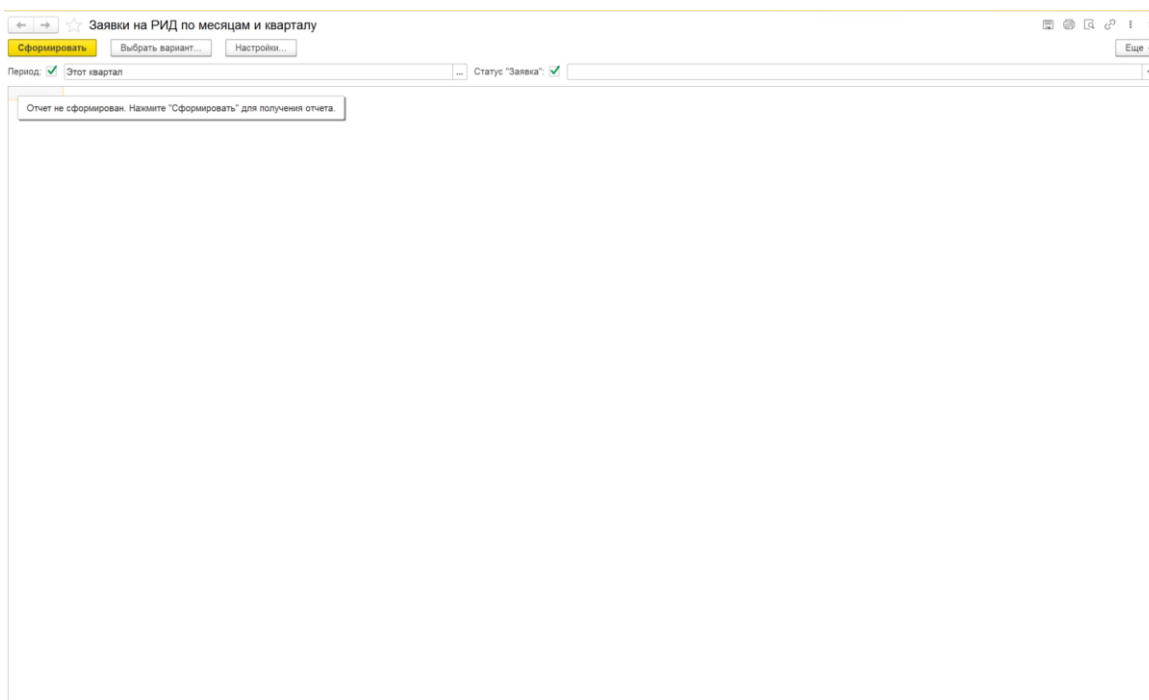 Заявки на РИД по месяцам и кварталу
Сформировать Выбрать вариант... Настройки... Еще
Период: Этот квартал ... Статус "Заявка":
Отчет не сформирован. Нажмите "Сформировать" для получения отчета.